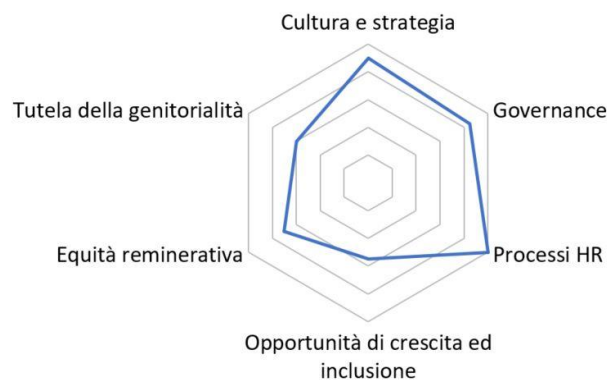 Cultura e strategia
Tutela della genitorialità
Governance
Equità reminerativa
Processi HR
Opportunità di crescita ed
inclusione